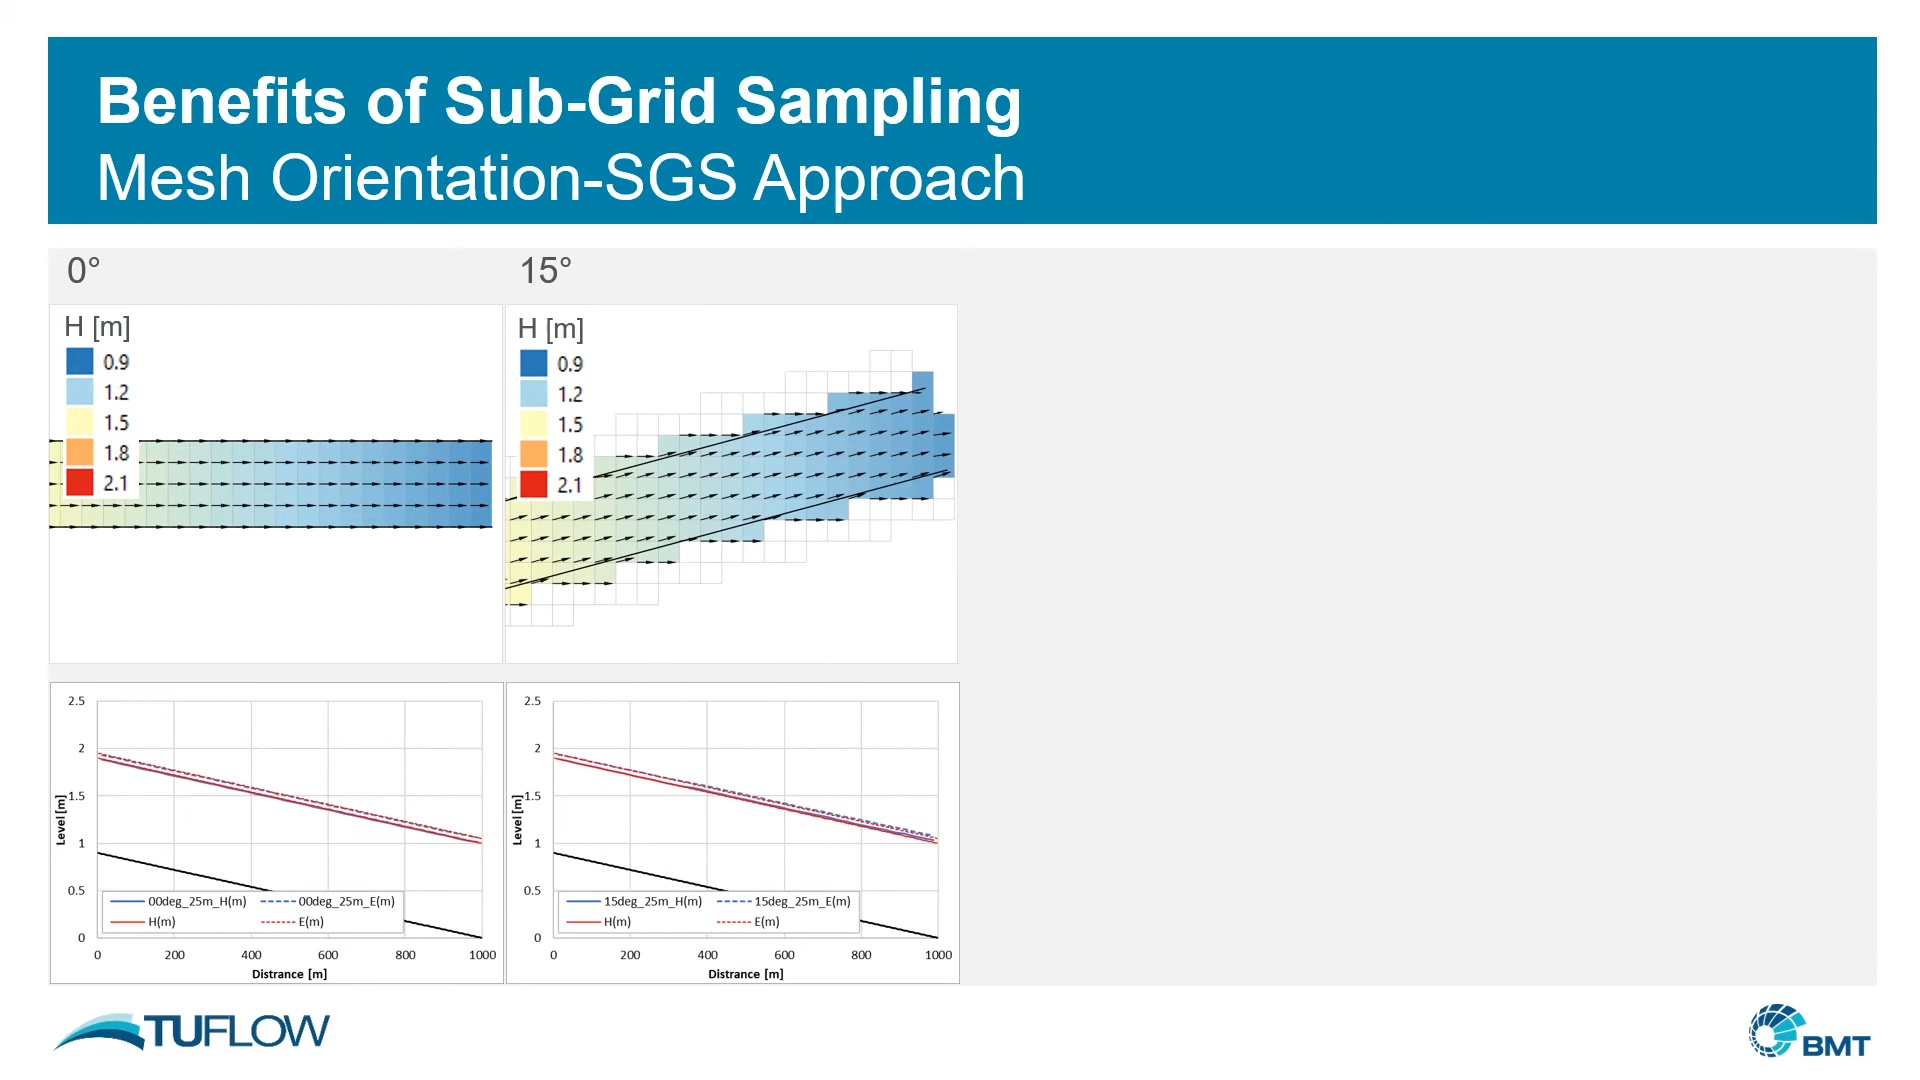 Benefits of Sub-Grid Sampling
Mesh Orientation-SGS Approach
0°
15°
H [m]
0.9
1.2
1.5
1.8
2.1
H [m]
0.9
1.2
1.5
1.8
2.1
2.5
2
1.5
1
0.5
0
Level [m]
00deg_25m_H(m)
00deg_25m_E(m)
H(m)
E(m)
0 200 400 600 800 1000
Distrance [m]
2.5
2
1.5
1
0.5
0
Level [m]
15deg_25m_H(m)
15deg_25m_E(m)
H(m)
E(m)
0 200 400 600 800 1000
Distrance [m]
TUFLOW
BMT